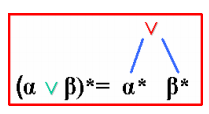 ∨
(α ∨ β)*= α* β*